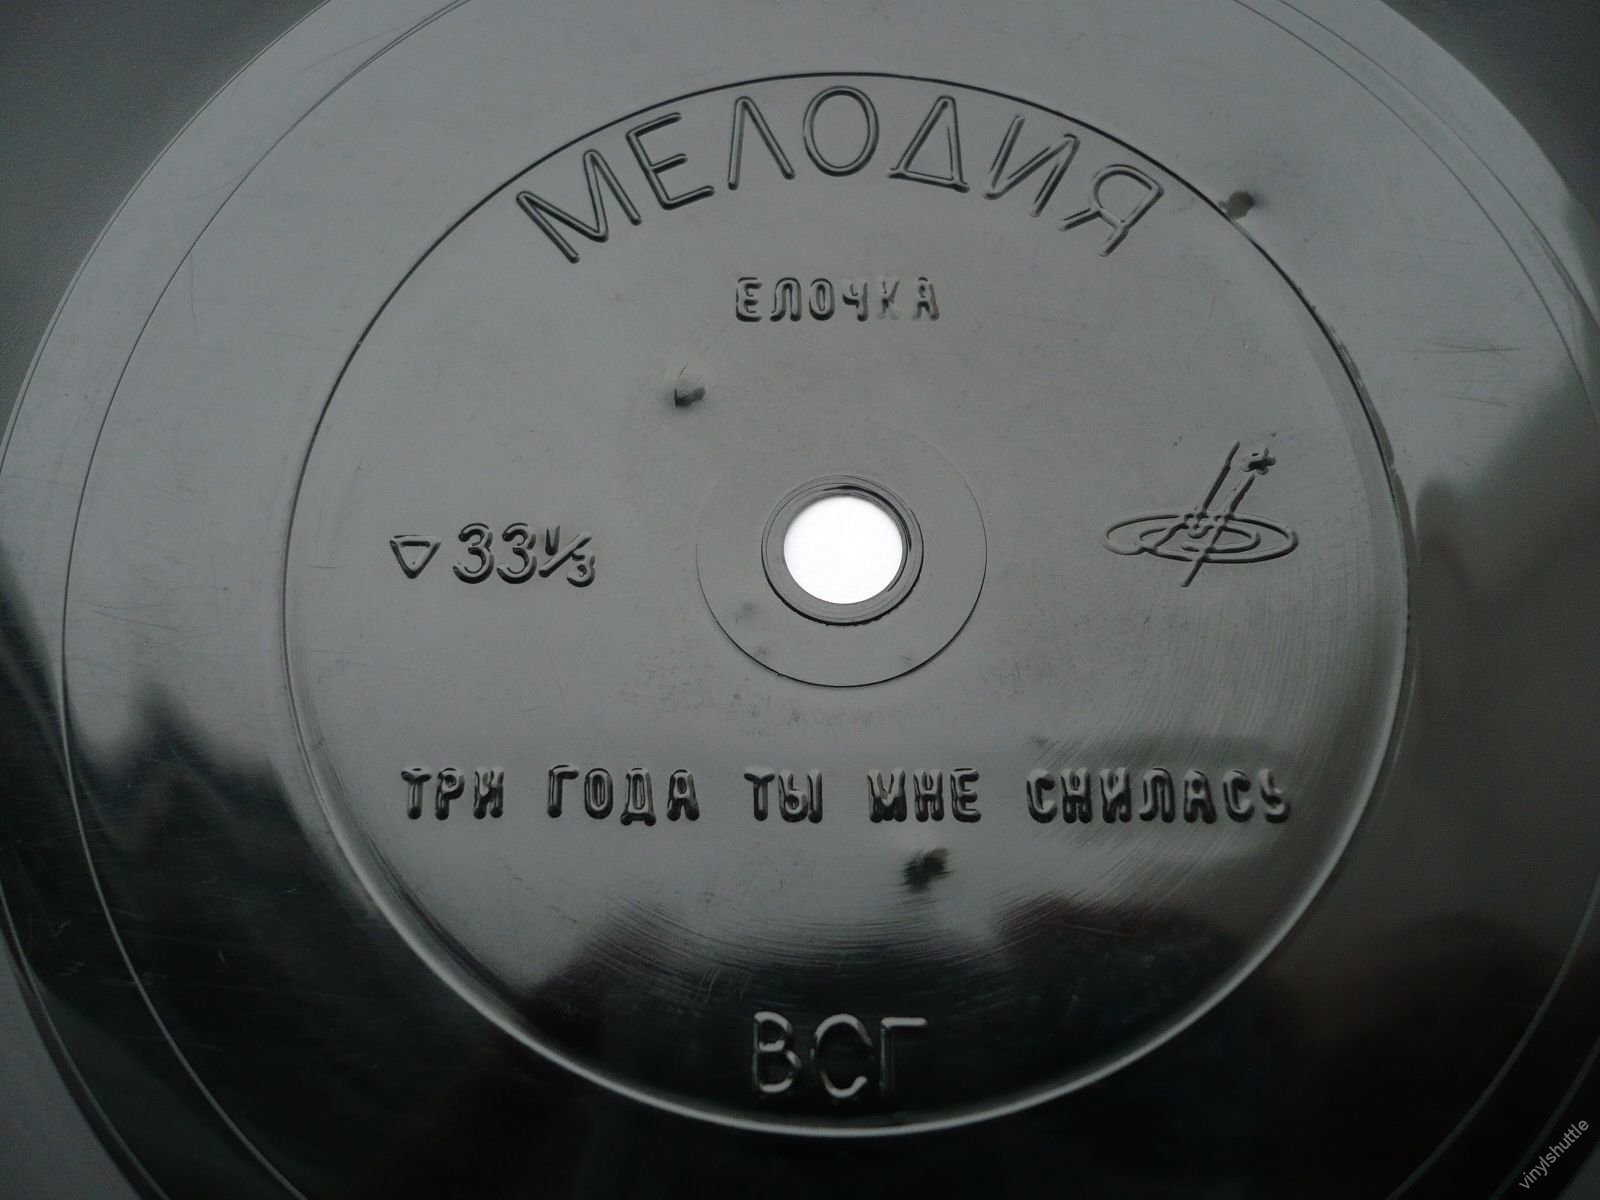 МЕЛОДИЯ
ЕЛОЧКА
▽ 33⅓
ТРИ ГОДА ТЫ МНЕ СНИЛАСЬ
ВСГ
vinylshuttle